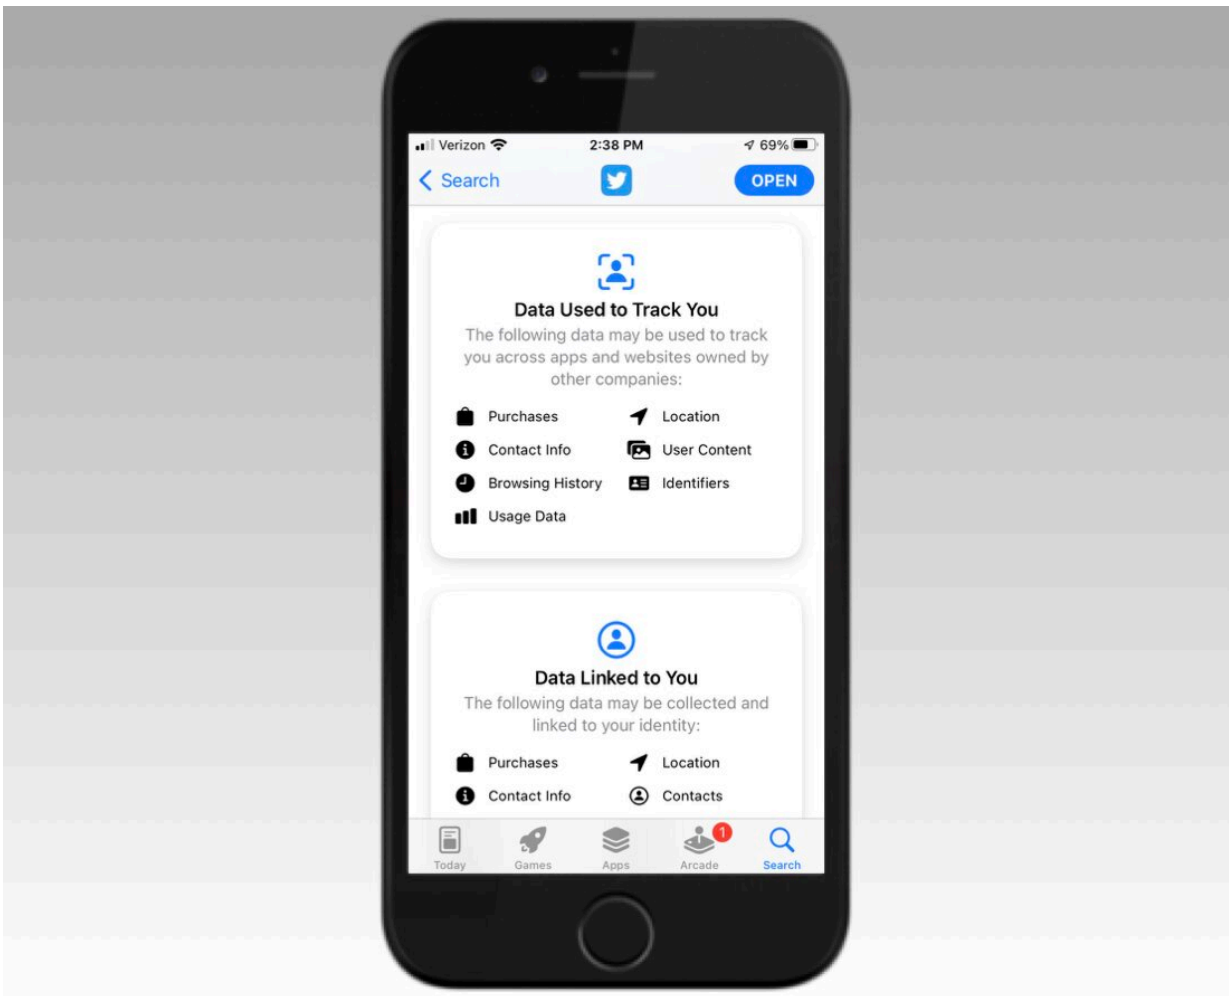 Verizon 2:38 PM 69%
Search OPEN
Data Used to Track You
The following data may be used to track
you across apps and websites owned by
other companies:
Purchases Location
Contact Info User Content
Browsing History Identifiers
Usage Data
Data Linked to You
The following data may be collected and
linked to your identity:
Purchases Location
Contact Info Contacts
1
Today Games Apps Arcade Search